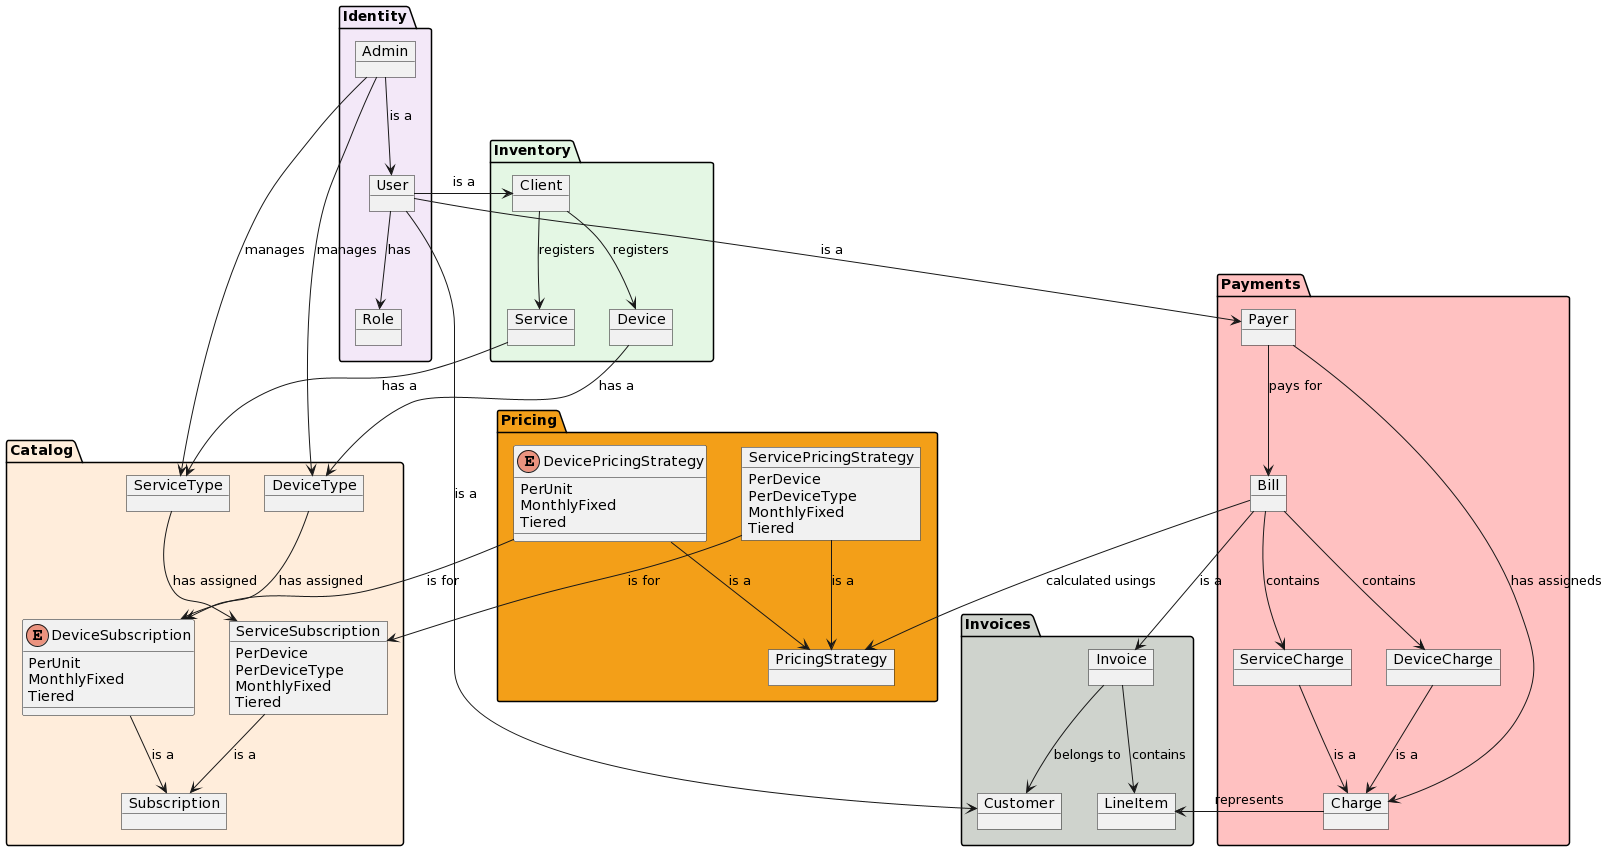 Identity
Admin
is a
Inventory
User
is a
Client
manages
manages
has
registers
registers
is a
Payments
Role
Service
Device
Payer
has a
has a
pays for
Pricing
Catalog
DevicePricingStrategy
PerUnit
MonthlyFixed
Tiered
ServicePricingStrategy
PerDevice
PerDeviceType
MonthlyFixed
Tiered
ServiceType
DeviceType
is a
Bill
has assigned
has assigned
is for
is for
is a
is a
calculated usings
is a
contains
contains
has assigneds
Invoices
DeviceSubscription
PerUnit
MonthlyFixed
Tiered
ServiceSubscription
PerDevice
PerDeviceType
MonthlyFixed
Tiered
PricingStrategy
Invoice
ServiceCharge
DeviceCharge
is a
is a
belongs to
contains
is a
is a
Subscription
Customer
LineItem
represents
Charge